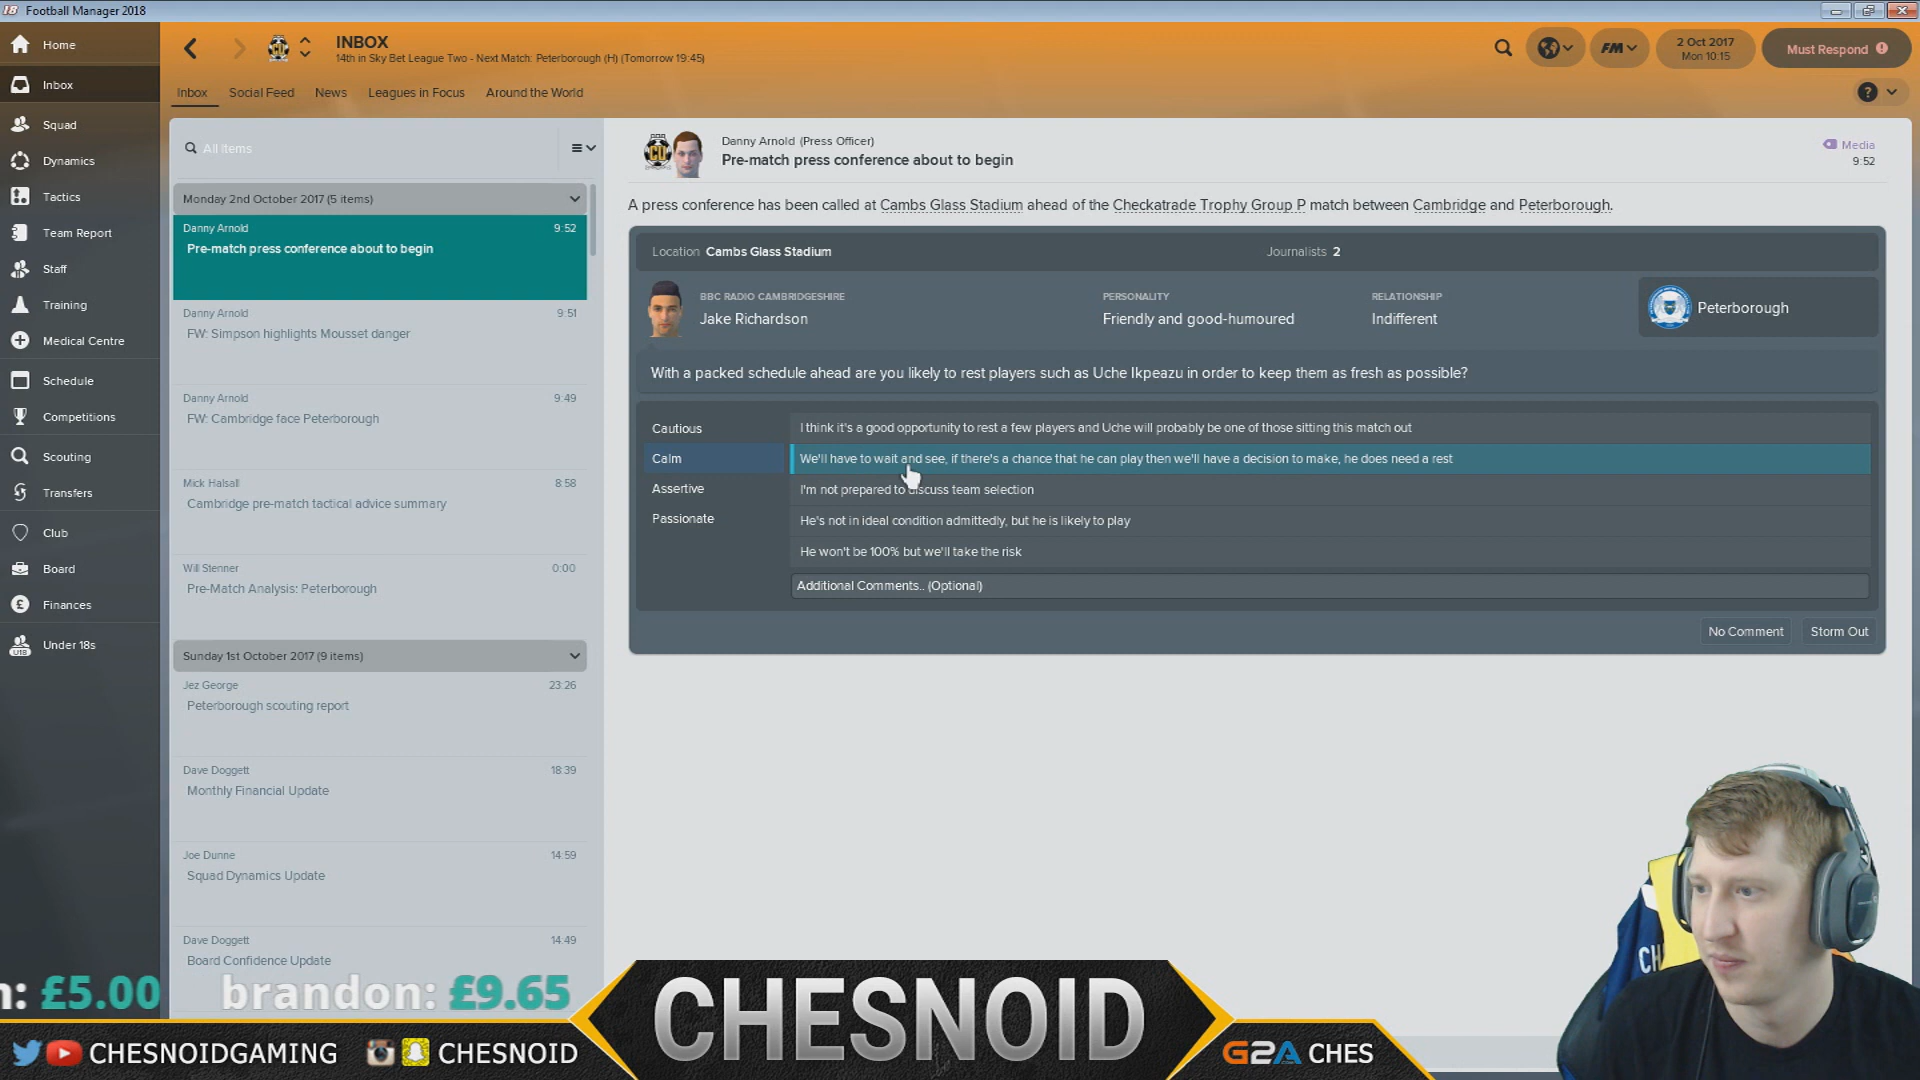 18 Football Manager 2018
Home
Inbox
Squad
Dynamics
Tactics
Team Report
Staff
Training
Medical Centre
Schedule
Competitions
Scouting
Transfers
Club
Board
Finances
Under 18s
U18
INBOX
14th in Sky Bet League Two - Next Match: Peterborough (H) (Tomorrow 19:45)
FM
2 Oct 2017
Mon 10:15
Must Respond
Inbox Social Feed News Leagues in Focus Around the World
?
All Items
Monday 2nd October 2017 (5 items)
Danny Arnold 9:52
Pre-match press conference about to begin
Danny Arnold 9:51
FW: Simpson highlights Mousset danger
Danny Arnold 9:49
FW: Cambridge face Peterborough
Mick Halsall 8:58
Cambridge pre-match tactical advice summary
Will Stenner 0:00
Pre-Match Analysis: Peterborough
Sunday 1st October 2017 (9 items)
Jez George 23:26
Peterborough scouting report
Dave Doggett 18:39
Monthly Financial Update
Joe Dunne 14:59
Squad Dynamics Update
Dave Doggett 14:49
Board Confidence Update
CU
Danny Arnold (Press Officer)
Pre-match press conference about to begin
Media
9:52
A press conference has been called at Cambs Glass Stadium ahead of the Checkatrade Trophy Group P match between Cambridge and Peterborough.
Location Cambs Glass Stadium Journalists 2
BBC RADIO CAMBRIDGESHIRE PERSONALITY RELATIONSHIP
Jake Richardson Friendly and good-humoured Indifferent
Peterborough
With a packed schedule ahead are you likely to rest players such as Uche Ikpeazu in order to keep them as fresh as possible?
Cautious
Calm
Assertive
Passionate
I think it's a good opportunity to rest a few players and Uche will probably be one of those sitting this match out
We'll have to wait and see, if there's a chance that he can play then we'll have a decision to make, he does need a rest
I'm not prepared to discuss team selection
He's not in ideal condition admittedly, but he is likely to play
He won't be 100% but we'll take the risk
Additional Comments.. (Optional)
No Comment Storm Out
n: £5.00 brandon: £9.65
CHESNOIDGAMING CHESNOID
CHESNOID
G2A CHES
CH